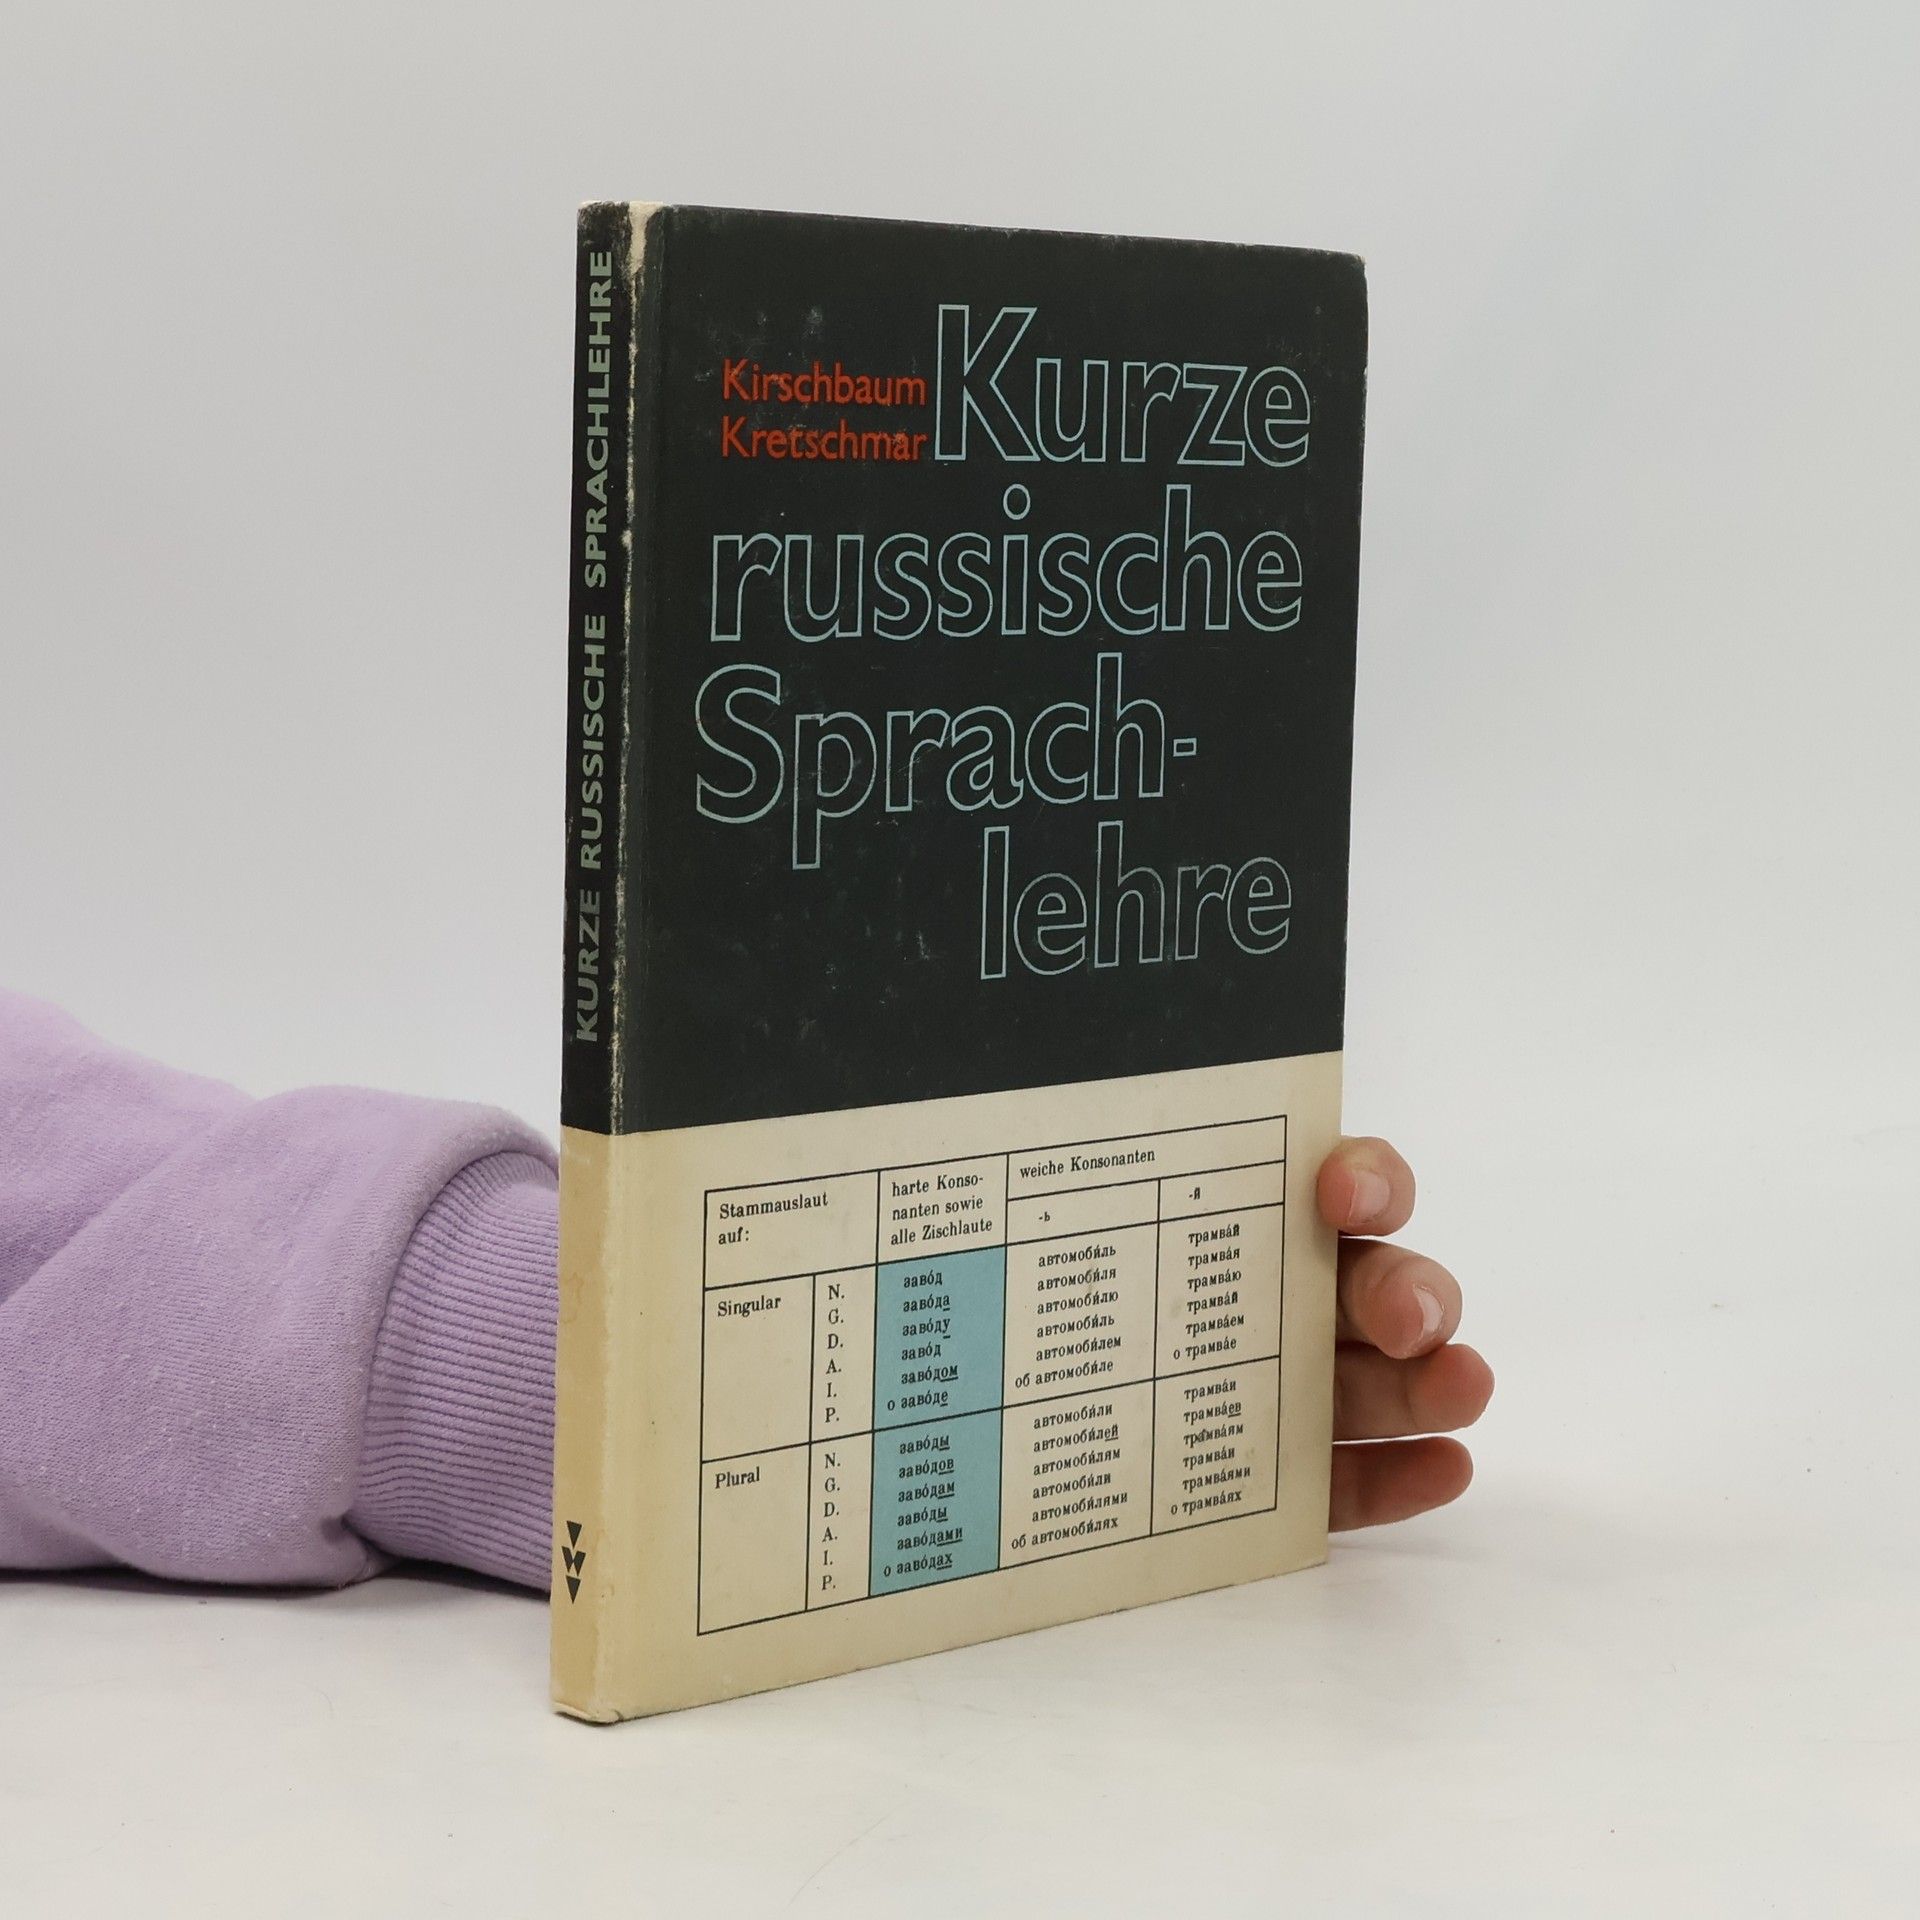 KURZE RUSSISCHE SPRACHLEHRE
Kirschbaum
Kretschmar
Kurze
russische
Sprach-
lehre
Stammauslaut
auf:
harte Konso-
nanten sowie
alle Zischlaute
weiche Konsonanten
-ь
-й
Singular
N.
G.
D.
A.
I.
P.
заво́д
заво́да
заво́ду
заво́д
заво́дом
о заво́де
автомоби́ль
автомоби́ля
автомоби́лю
автомоби́ль
автомоби́лем
об автомоби́ле
трамва́й
трамва́я
трамва́ю
трамва́й
трамва́ем
о трамва́е
Plural
N.
G.
D.
A.
I.
P.
заво́ды
заво́дов
заво́дам
заво́ды
заво́дами
о заво́дах
автомоби́ли
автомоби́лей
автомоби́лям
автомоби́ли
автомоби́лями
об автомоби́лях
трамва́и
трамва́ев
трамва́ям
трамва́и
трамва́ями
о трамва́ях